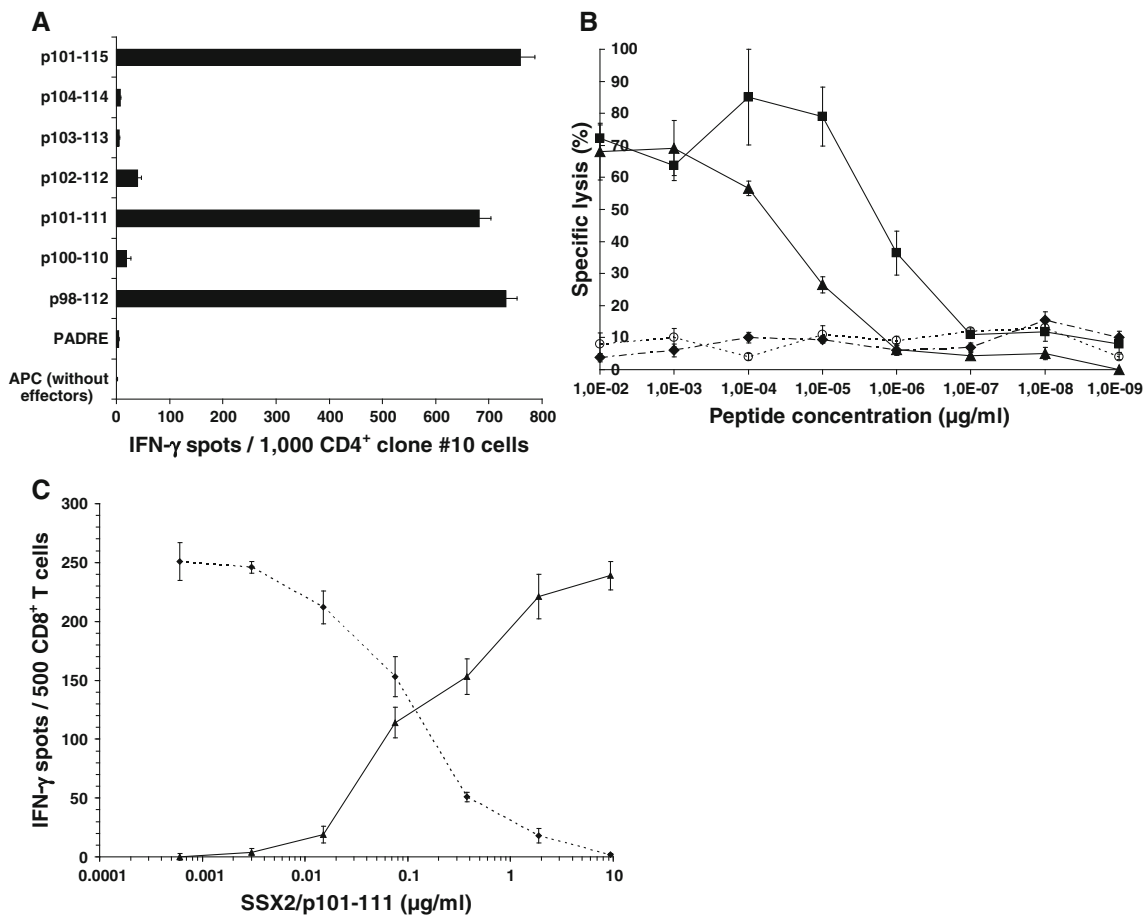 A
p101-115
p104-114
p103-113
p102-112
p101-111
p100-110
p98-112
PADRE
APC (without
effectors)
0 100 200 300 400 500 600 700 800
IFN-γ spots / 1,000 CD4+ clone #10 cells
B
Specific lysis (%)
100
90
80
70
60
50
40
30
20
10
0
1,0E-02 1,0E-03 1,0E-04 1,0E-05 1,0E-06 1,0E-07 1,0E-08 1,0E-09
Peptide concentration (µg/ml)
C
IFN-γ spots / 500 CD8+ T cells
300
250
200
150
100
50
0
0.0001 0.001 0.01 0.1 1 10
SSX2/p101-111 (µg/ml)